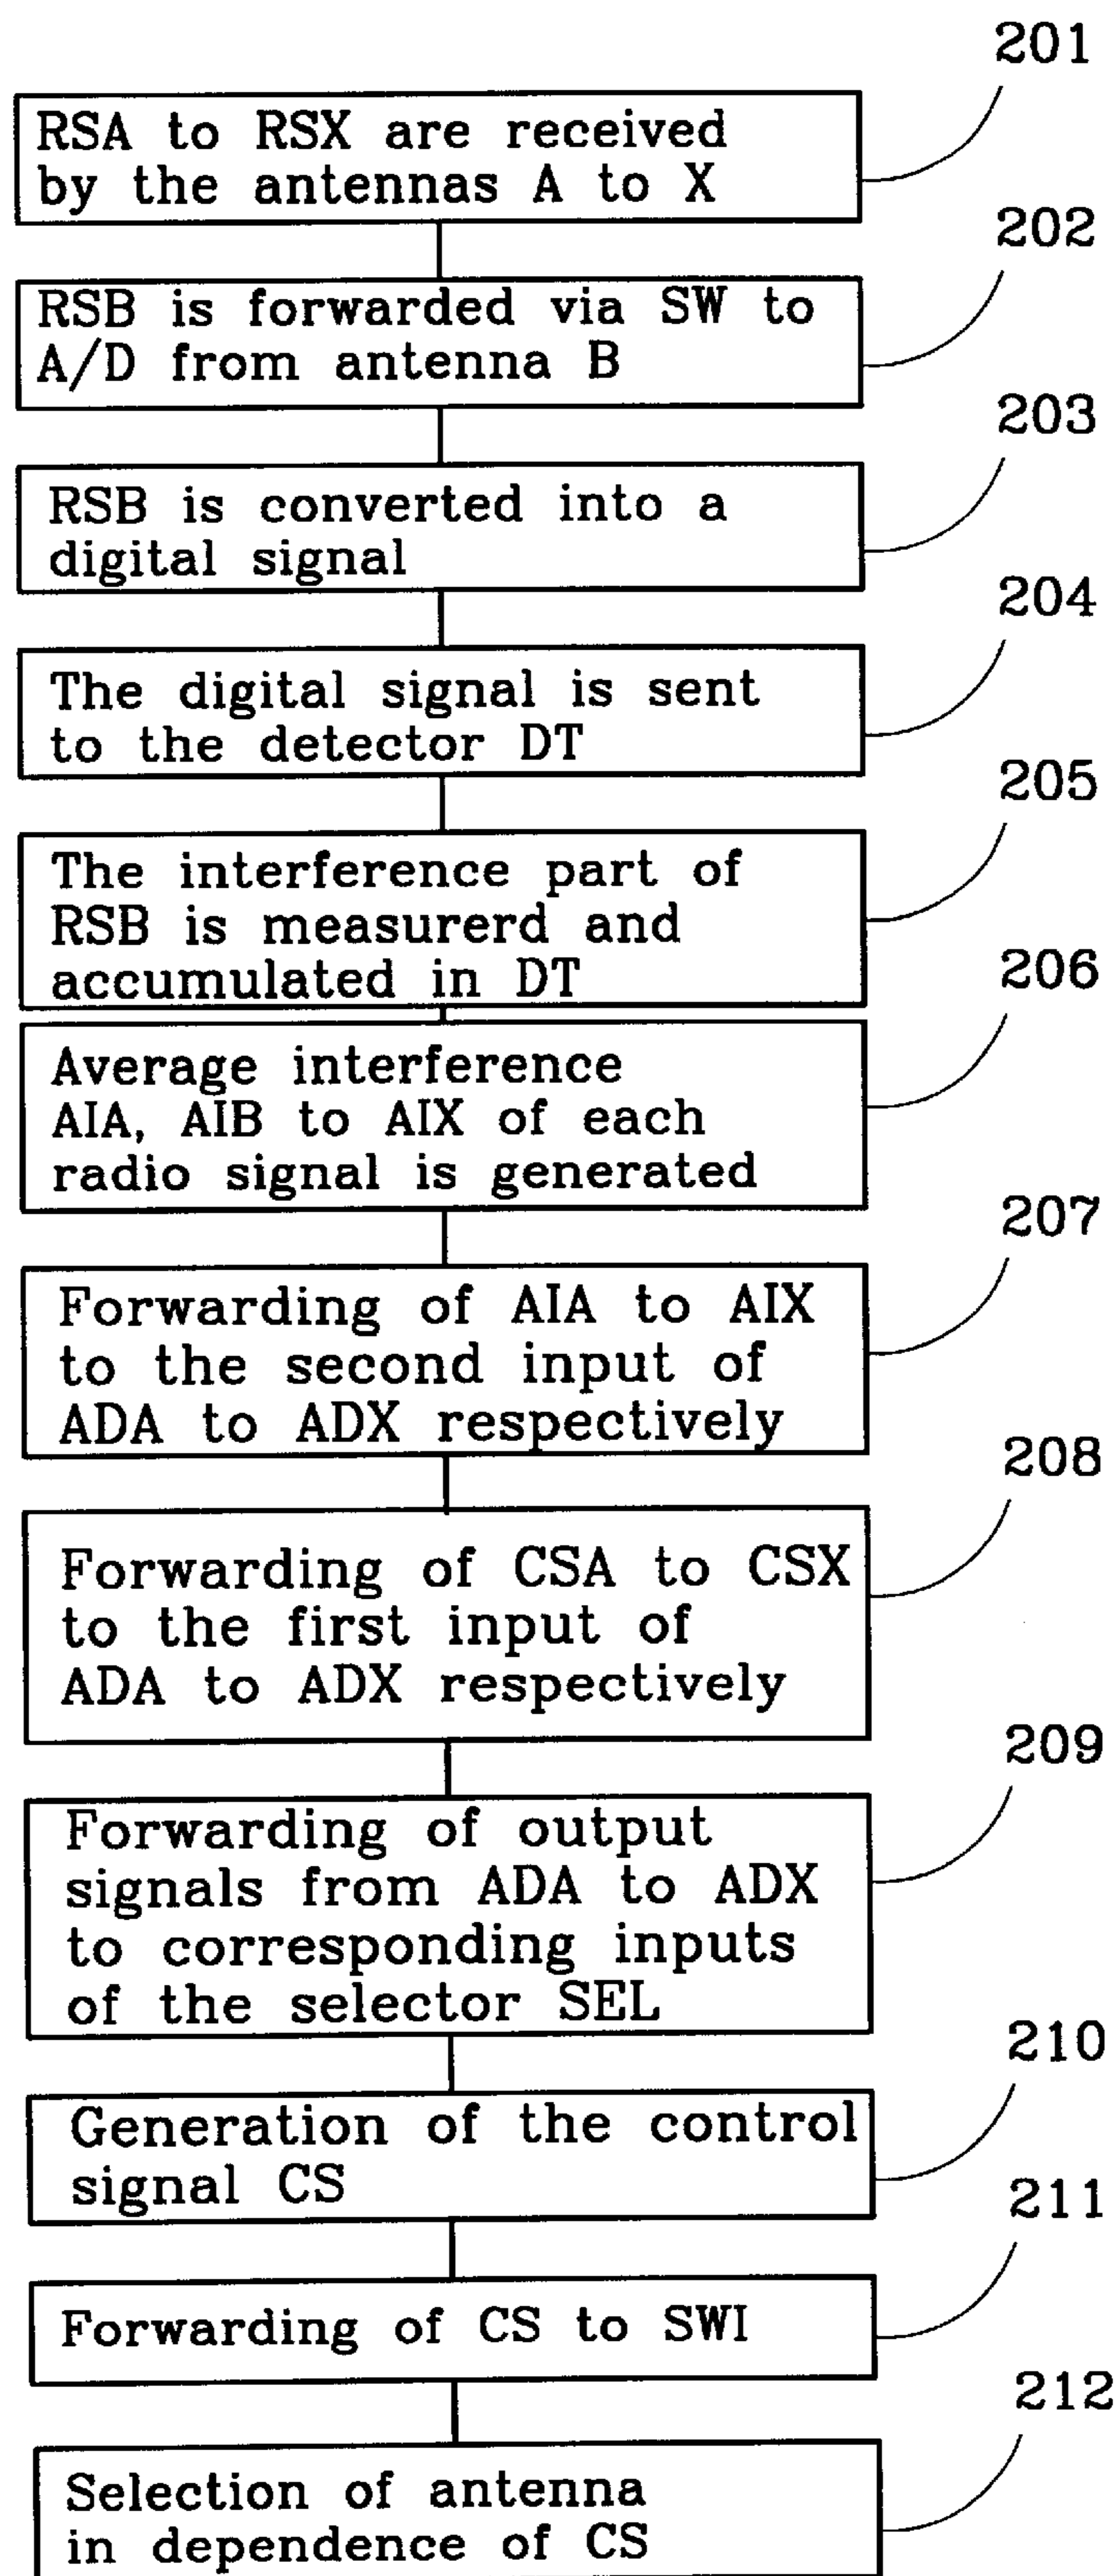 201
RSA to RSX are received
by the antennas A to X
202
RSB is forwarded via SW to
A/D from antenna B
203
RSB is converted into a
digital signal
204
The digital signal is sent
to the detector DT
205
The interference part of
RSB is measurerd and
accumulated in DT
206
Average interference
AIA, AIB to AIX of each
radio signal is generated
207
Forwarding of AIA to AIX
to the second input of
ADA to ADX respectively
208
Forwarding of CSA to CSX
to the first input of
ADA to ADX respectively
209
Forwarding of output
signals from ADA to ADX
to corresponding inputs
of the selector SEL
210
Generation of the control
signal CS
211
Forwarding of CS to SWI
212
Selection of antenna
in dependence of CS